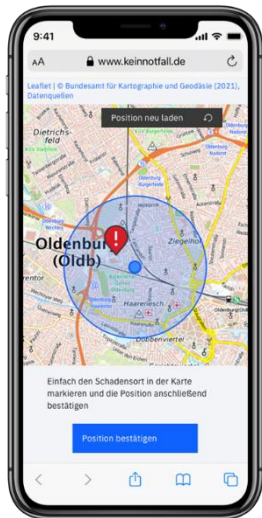 9:41
AA www.keinnotfall.de
Leaflet | © Bundesamt für Kartographie und Geodäsie (2021),
Datenquellen
Position neu laden
Dietrichs-
feld
Oldenburg
(Oldb)
Ziegelhof
Haarenesch
Dobbenviertel
Einfach den Schadensort in der Karte
markieren und die Position anschließend
bestätigen
Position bestätigen